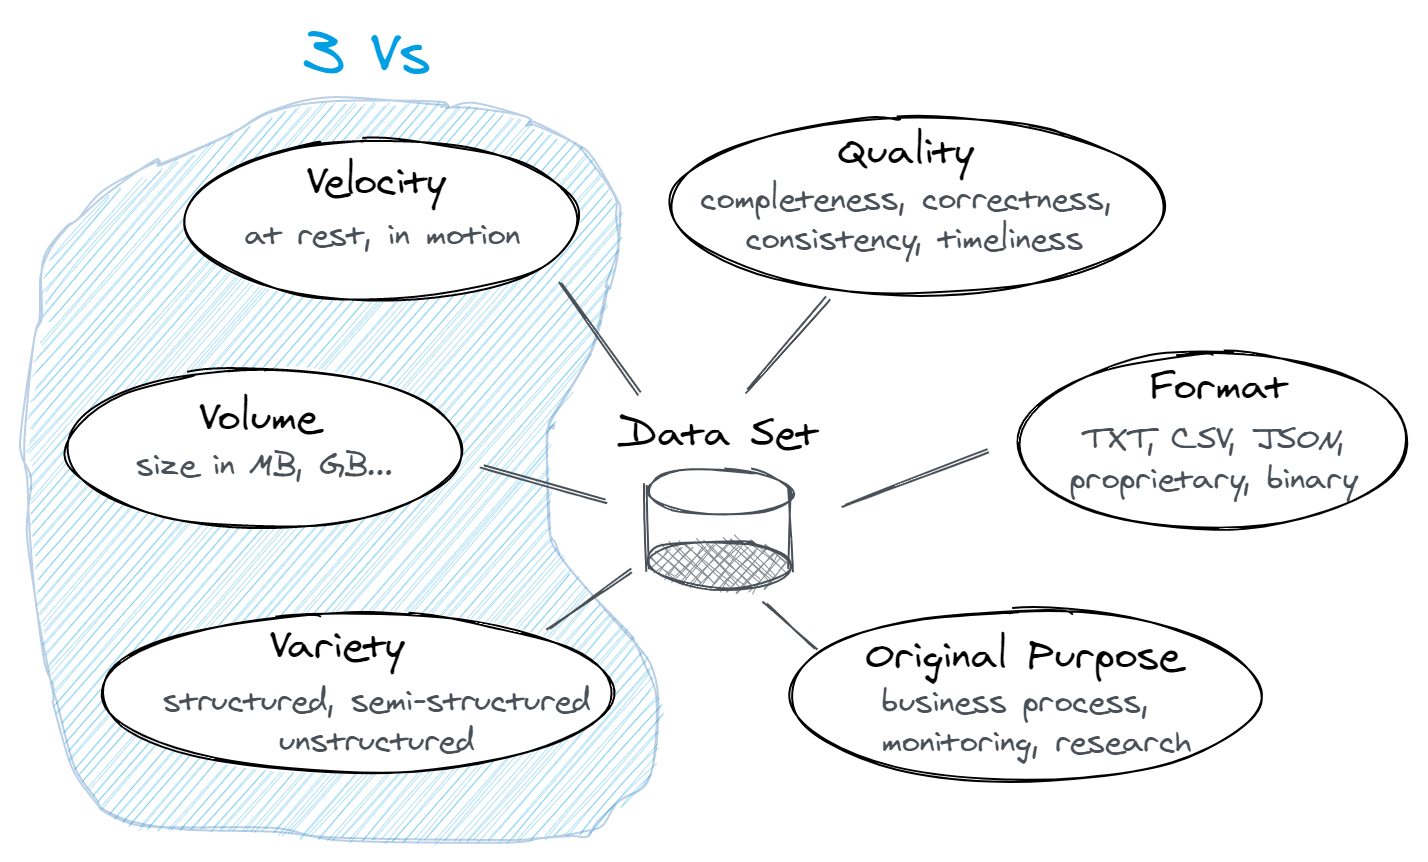 3 Vs
Velocity
at rest, in motion
Volume
size in MB, GB...
Variety
structured, semi-structured
unstructured
Data Set
Quality
completeness, correctness,
consistency, timeliness
Format
TXT, CSV, JSON,
proprietary, binary
Original Purpose
business process,
monitoring, research